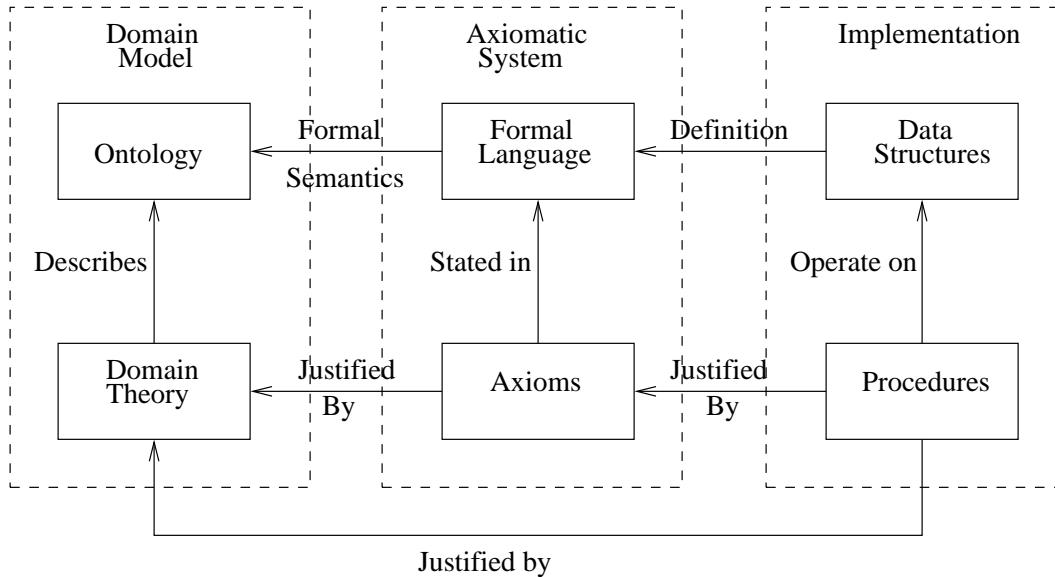 Domain
Model
Axiomatic
System
Implementation
Ontology
Formal
Semantics
Formal
Language
Definition
Data
Structures
Describes
Stated in
Operate on
Domain
Theory
Justified
By
Axioms
Justified
By
Procedures
Justified by